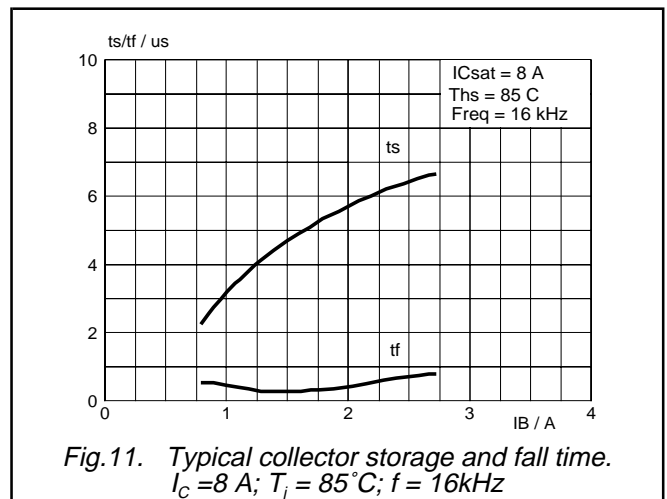 ts/tf / us
10
8
6
4
2
0
ICsat = 8 A
Ths = 85 C
Freq = 16 kHz
ts
tf
0 1 2 3 4
IB / A
Fig.11. Typical collector storage and fall time.
IC =8 A; Tj = 85˚C; f = 16kHz